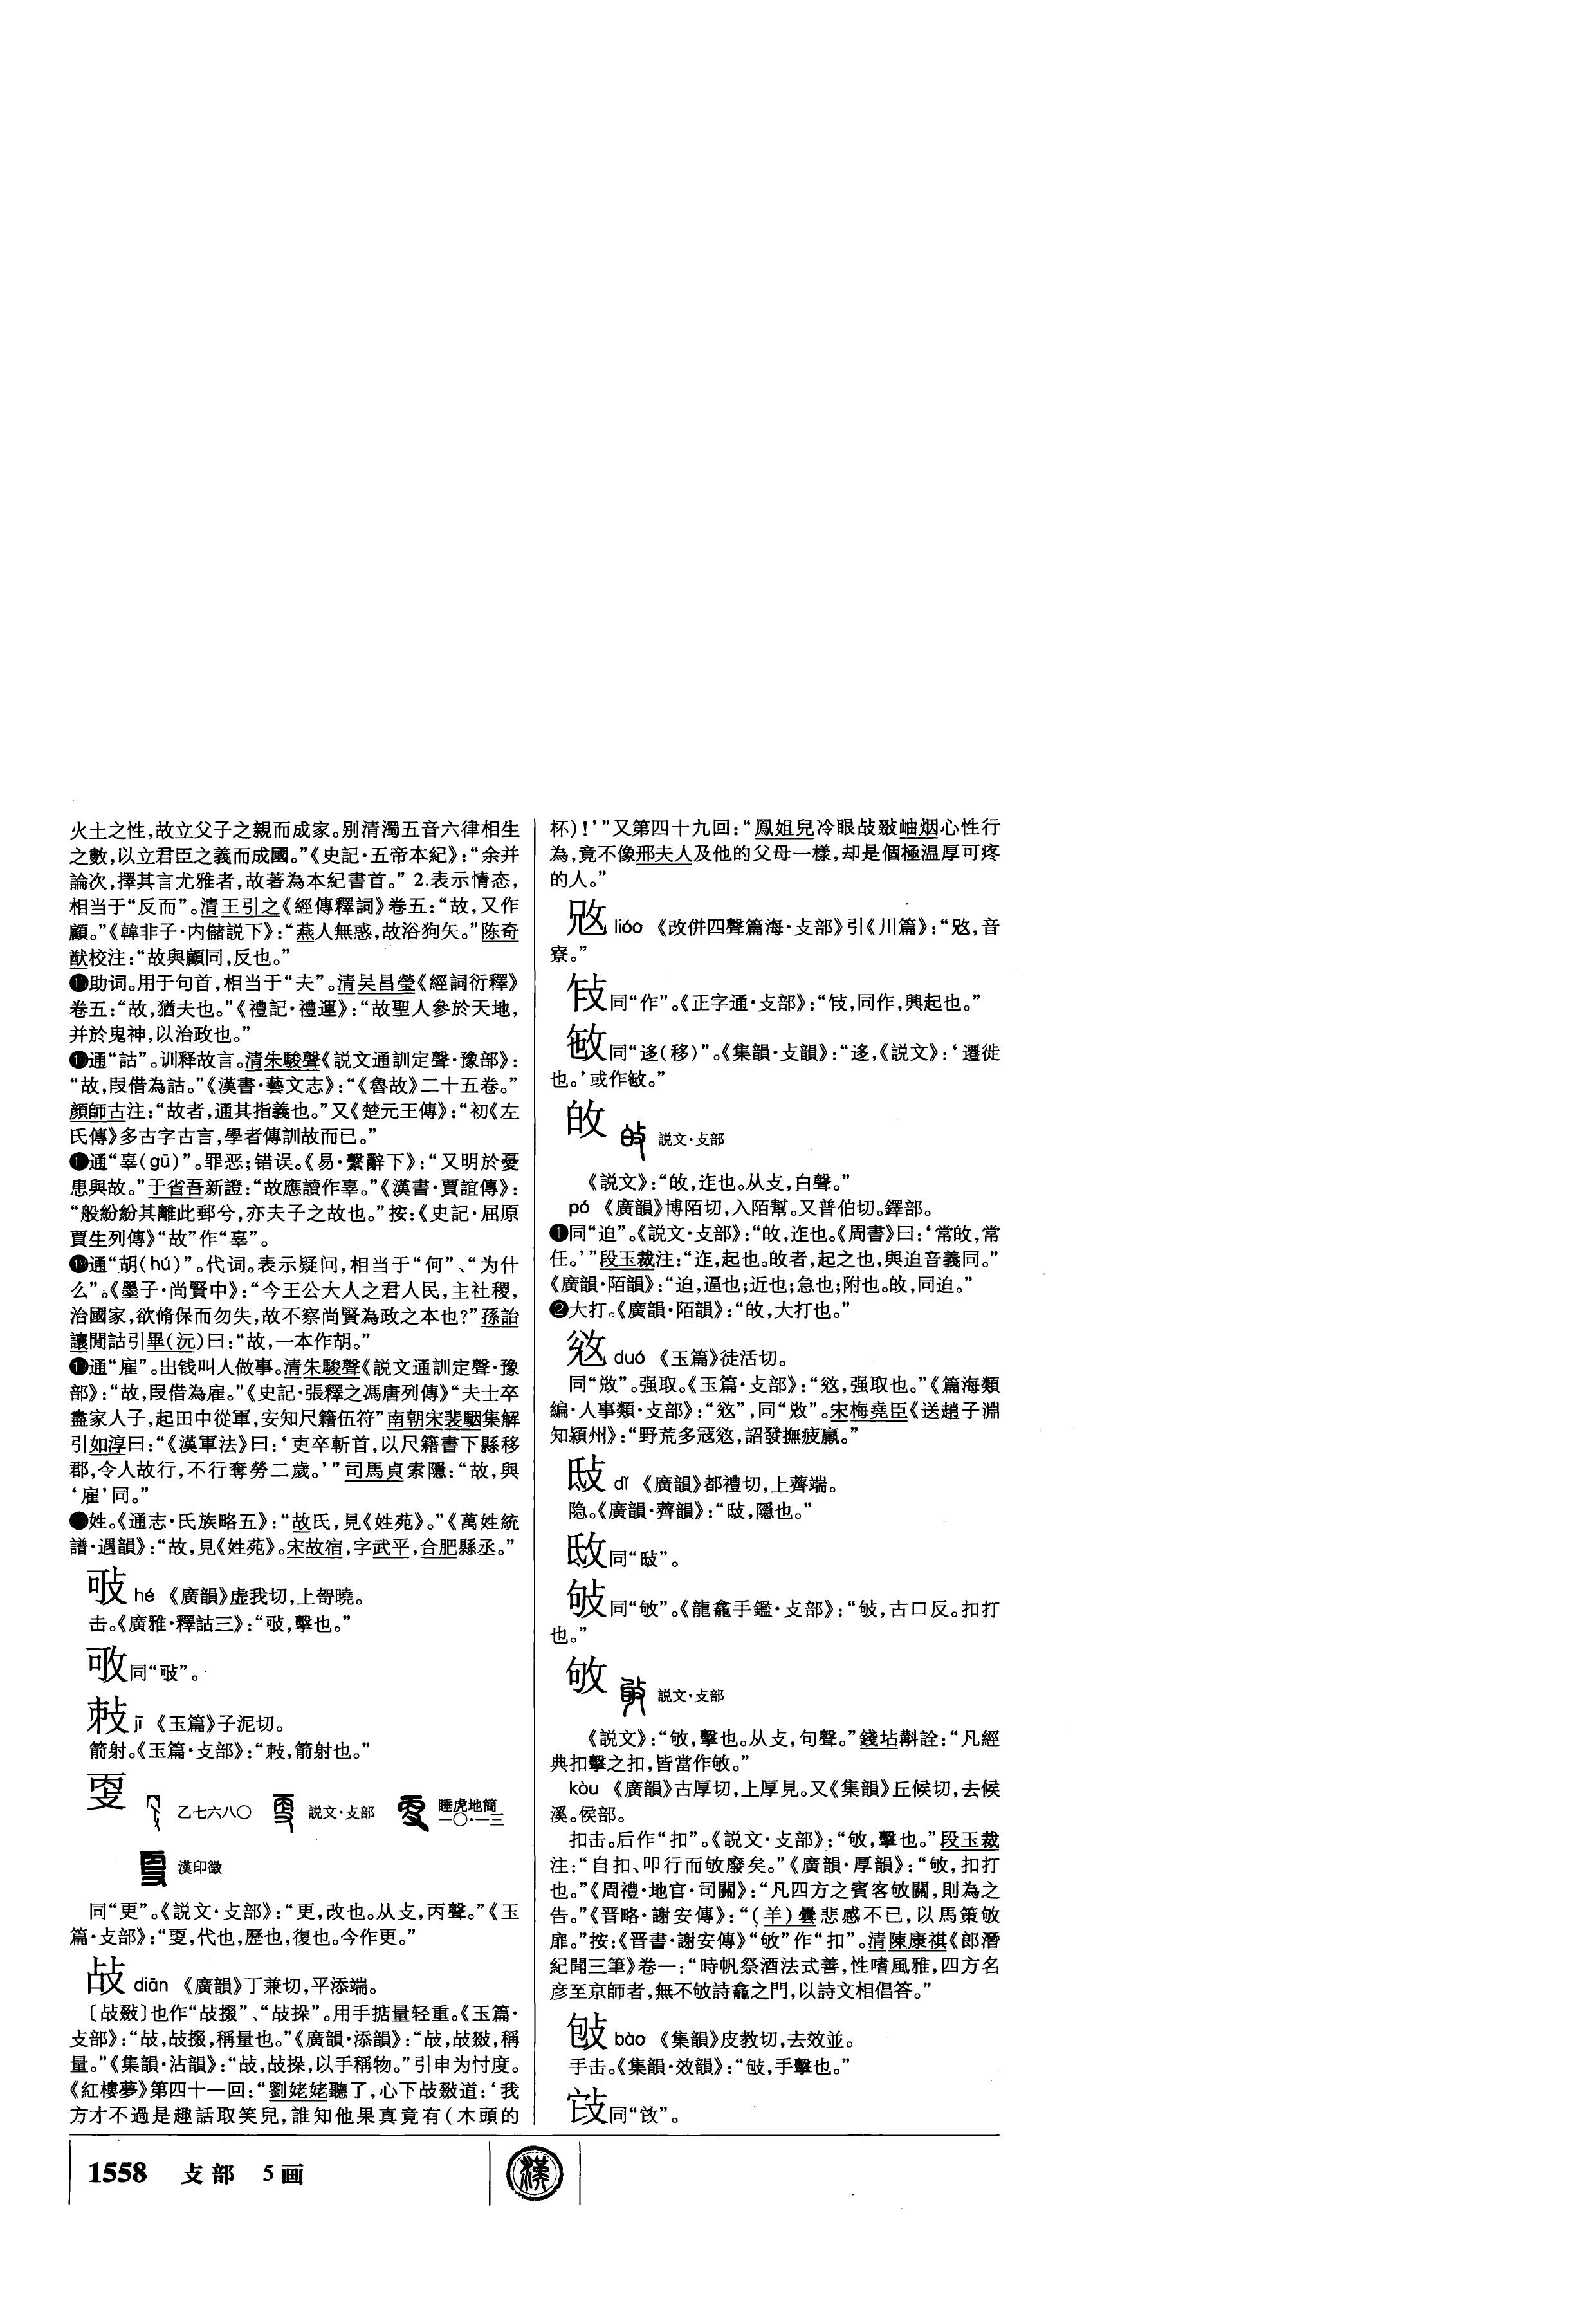 火土之性,故立父子之親而成家。别清濁五音六律相生
之數,以立君臣之義而成國。”《史記·五帝本紀》:“余并
論次,擇其言尤雅者,故著為本紀書首。” 2.表示情态,
相当于“反而”。清王引之《經傳釋詞》卷五:“故,又作
顧。”《韓非子·内儲説下》:“燕人無惑,故浴狗矢。”陈奇
猷校注:“故與顧同,反也。”
助词。用于句首,相当于“夫”。清吴昌瑩《經詞衍釋》
卷五:“故,猶夫也。”《禮記·禮運》:“故聖人參於天地,
并於鬼神,以治政也。”
通“詁”。训释故言。清朱駿聲《説文通訓定聲·豫部》:
“故,叚借為詁。”《漢書·藝文志》:“《魯故》二十五卷。”
顔師古注:“故者,通其指義也。”又《楚元王傳》:“初《左
氏傳》多古字古言,學者傳訓故而已。”
通“辜(gū)”。罪恶;错误。《易·繫辭下》:“又明於憂
患與故。”于省吾新證:“故應讀作辜。”《漢書·賈誼傳》:
“般紛紛其離此郵兮,亦夫子之故也。”按:《史記·屈原
賈生列傳》“故”作“辜”。
通“胡(hú)”。代词。表示疑问,相当于“何”、“为什
么”。《墨子·尚賢中》:“今王公大人之君人民,主社稷,
治國家,欲脩保而勿失,故不察尚賢為政之本也?”孫詒
讓閒詁引畢(沅)曰:“故,一本作胡。”
通“雇”。出钱叫人做事。清朱駿聲《説文通訓定聲·豫
部》:“故,叚借為雇。”《史記·張釋之馮唐列傳》“夫士卒
盡家人子,起田中從軍,安知尺籍伍符”南朝宋裴駰集解
引如淳曰:“《漢軍法》曰:‘吏卒斬首,以尺籍書下縣移
郡,令人故行,不行奪勞二歲。’”司馬貞索隱:“故,與
‘雇’同。”
姓。《通志·氏族略五》:“故氏,見《姓苑》。”《萬姓統
譜·遇韻》:“故,見《姓苑》。宋故宿,字武平,合肥縣丞。”
㪃 hé 《廣韻》虚我切,上哿曉。
击。《廣雅·釋詁三》:“㪃,擊也。”
同“㪃”。
jī 《玉篇》子泥切。
箭射。《玉篇·攴部》:“,箭射也。”
㪅 乙七六八〇 説文·攴部 睡虎地簡一〇·一三
漢印徵
同“更”。《説文·攴部》:“更,改也。从攴,丙聲。”《玉
篇·攴部》:“㪅,代也,歷也,復也。今作更。”
敁 diān 《廣韻》丁兼切,平添端。
〔敁敠〕也作“敁掇”、“敁挅”。用手掂量轻重。《玉篇·
攴部》:“敁,敁掇,稱量也。”《廣韻·添韻》:“敁,敁敠,稱
量。”《集韻·沾韻》:“敁,敁挅,以手稱物。”引申为忖度。
《紅樓夢》第四十一回:“劉姥姥聽了,心下敁敠道:‘我
方才不過是趣話取笑兒,誰知他果真竟有(木頭的
杯)!’”又第四十九回:“鳳姐兒冷眼敁敠岫烟心性行
為,竟不像邢夫人及他的父母一樣,却是個極温厚可疼
的人。”
liáo 《改併四聲篇海·攴部》引《川篇》:“,音
寮。”
同“作”。《正字通·攴部》:“,同作,興起也。”
同“迻(移)”。《集韻·支韻》:“迻,《説文》:‘遷徙
也。’或作。”
敀 説文·攴部
《説文》:“敀,迮也。从攴,白聲。”
pó 《廣韻》博陌切,入陌幫。又普伯切。鐸部。
❶同“迫”。《説文·攴部》:“敀,迮也。《周書》曰:‘常敀,常
任。’”段玉裁注:“迮,起也。敀者,起之也,與迫音義同。”
《廣韻·陌韻》:“迫,逼也;近也;急也;附也。敀,同迫。”
❷大打。《廣韻·陌韻》:“敀,大打也。”
duó 《玉篇》徒活切。
同“敚”。强取。《玉篇·攴部》:“,强取也。”《篇海類
編·人事類·攴部》:“”,同“敚”。宋梅堯臣《送趙子淵
知潁州》:“野荒多冦,詔發撫疲羸。”
dǐ 《廣韻》都禮切,上薺端。
隐。《廣韻·薺韻》:“,隱也。”
同“”。
同“敂”。《龍龕手鑑·攴部》:“,古口反。扣打
也。”
敂 説文·攴部
《説文》:“敂,擊也。从攴,句聲。”錢坫斠詮:“凡經
典扣擊之扣,皆當作敂。”
kòu 《廣韻》古厚切,上厚見。又《集韻》丘候切,去候
溪。侯部。
扣击。后作“扣”。《説文·攴部》:“敂,擊也。”段玉裁
注:“自扣、叩行而敂廢矣。”《廣韻·厚韻》:“敂,扣打
也。”《周禮·地官·司關》:“凡四方之賓客敂關,則為之
告。”《晋略·謝安傳》:“(羊)曇悲感不已,以馬策敂
扉。”按:《晋書·謝安傳》“敂”作“扣”。清陳康祺《郎潛
紀聞三筆》卷一:“時帆祭酒法式善,性嗜風雅,四方名
彦至京師者,無不敂詩龕之門,以詩文相倡答。”
bào 《集韻》皮教切,去效並。
手击。《集韻·效韻》:“,手擊也。”
同“”。
1558 攴部 5画
漢